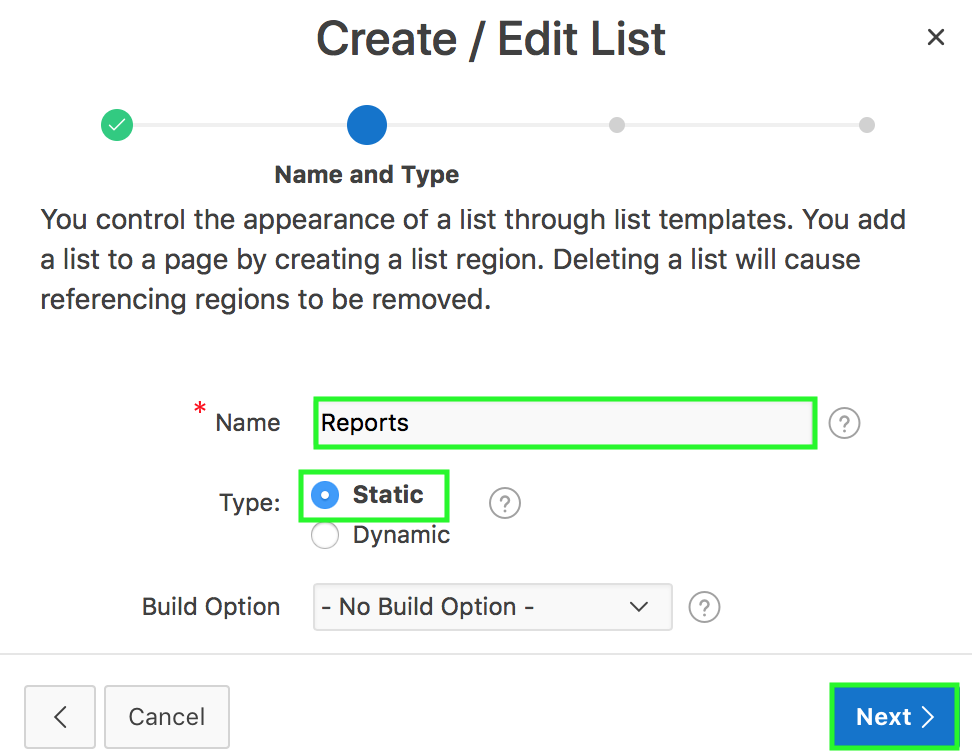 Create / Edit List
Name and Type
You control the appearance of a list through list templates. You add
a list to a page by creating a list region. Deleting a list will cause
referencing regions to be removed.
* Name Reports ?
Type: Static ?
Dynamic
Build Option - No Build Option - ?
Cancel Next